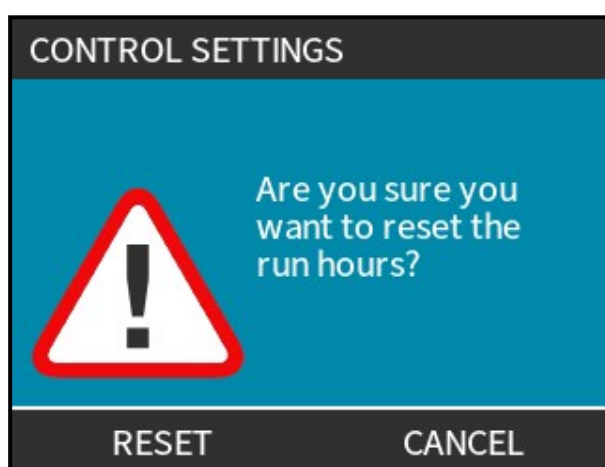 CONTROL SETTINGS
Are you sure you
want to reset the
run hours?
!
RESET CANCEL